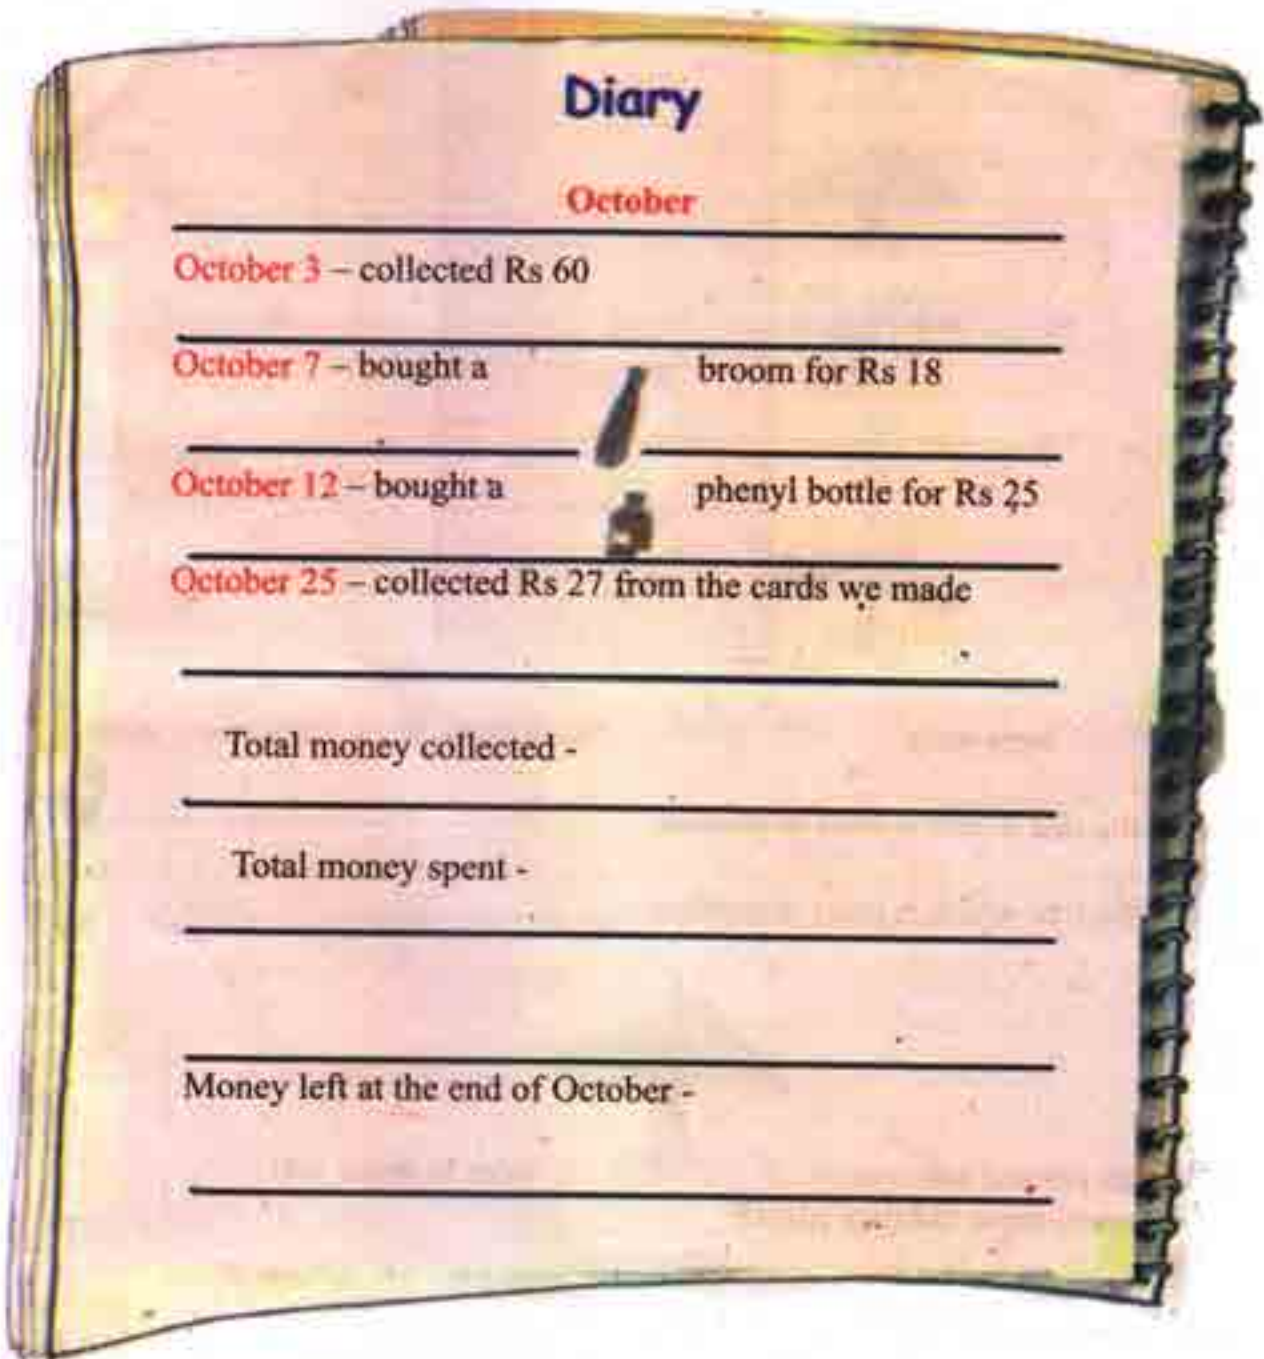 Diary
October
October 3 – collected Rs 60
October 7 – bought a broom for Rs 18
October 12 – bought a phenyl bottle for Rs 25
October 25 – collected Rs 27 from the cards we made
Total money collected -
Total money spent -
Money left at the end of October -